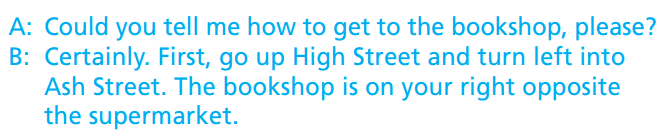 A: Could you tell me how to get to the bookshop, please?
B: Certainly. First, go up High Street and turn left into
Ash Street. The bookshop is on your right opposite
the supermarket.